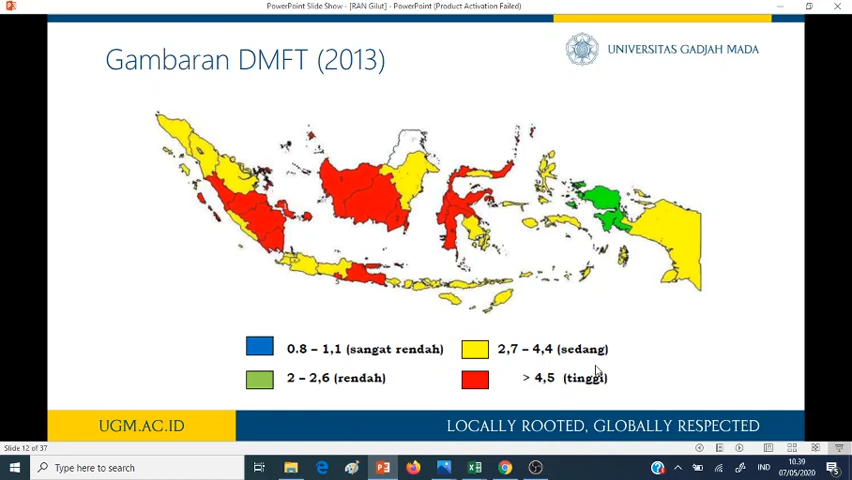 PowerPoint Slide Show - [RAN Gilut] - PowerPoint (Product Activation Failed)
Gambaran DMFT (2013)
UNIVERSITAS GADJAH MADA
0.8 – 1,1 (sangat rendah)
2,7 – 4,4 (sedang)
2 – 2,6 (rendah)
> 4,5 (tinggi)
UGM.AC.ID
LOCALLY ROOTED, GLOBALLY RESPECTED
Slide 12 of 37
Type here to search
IND
10.39
07/05/2020
5